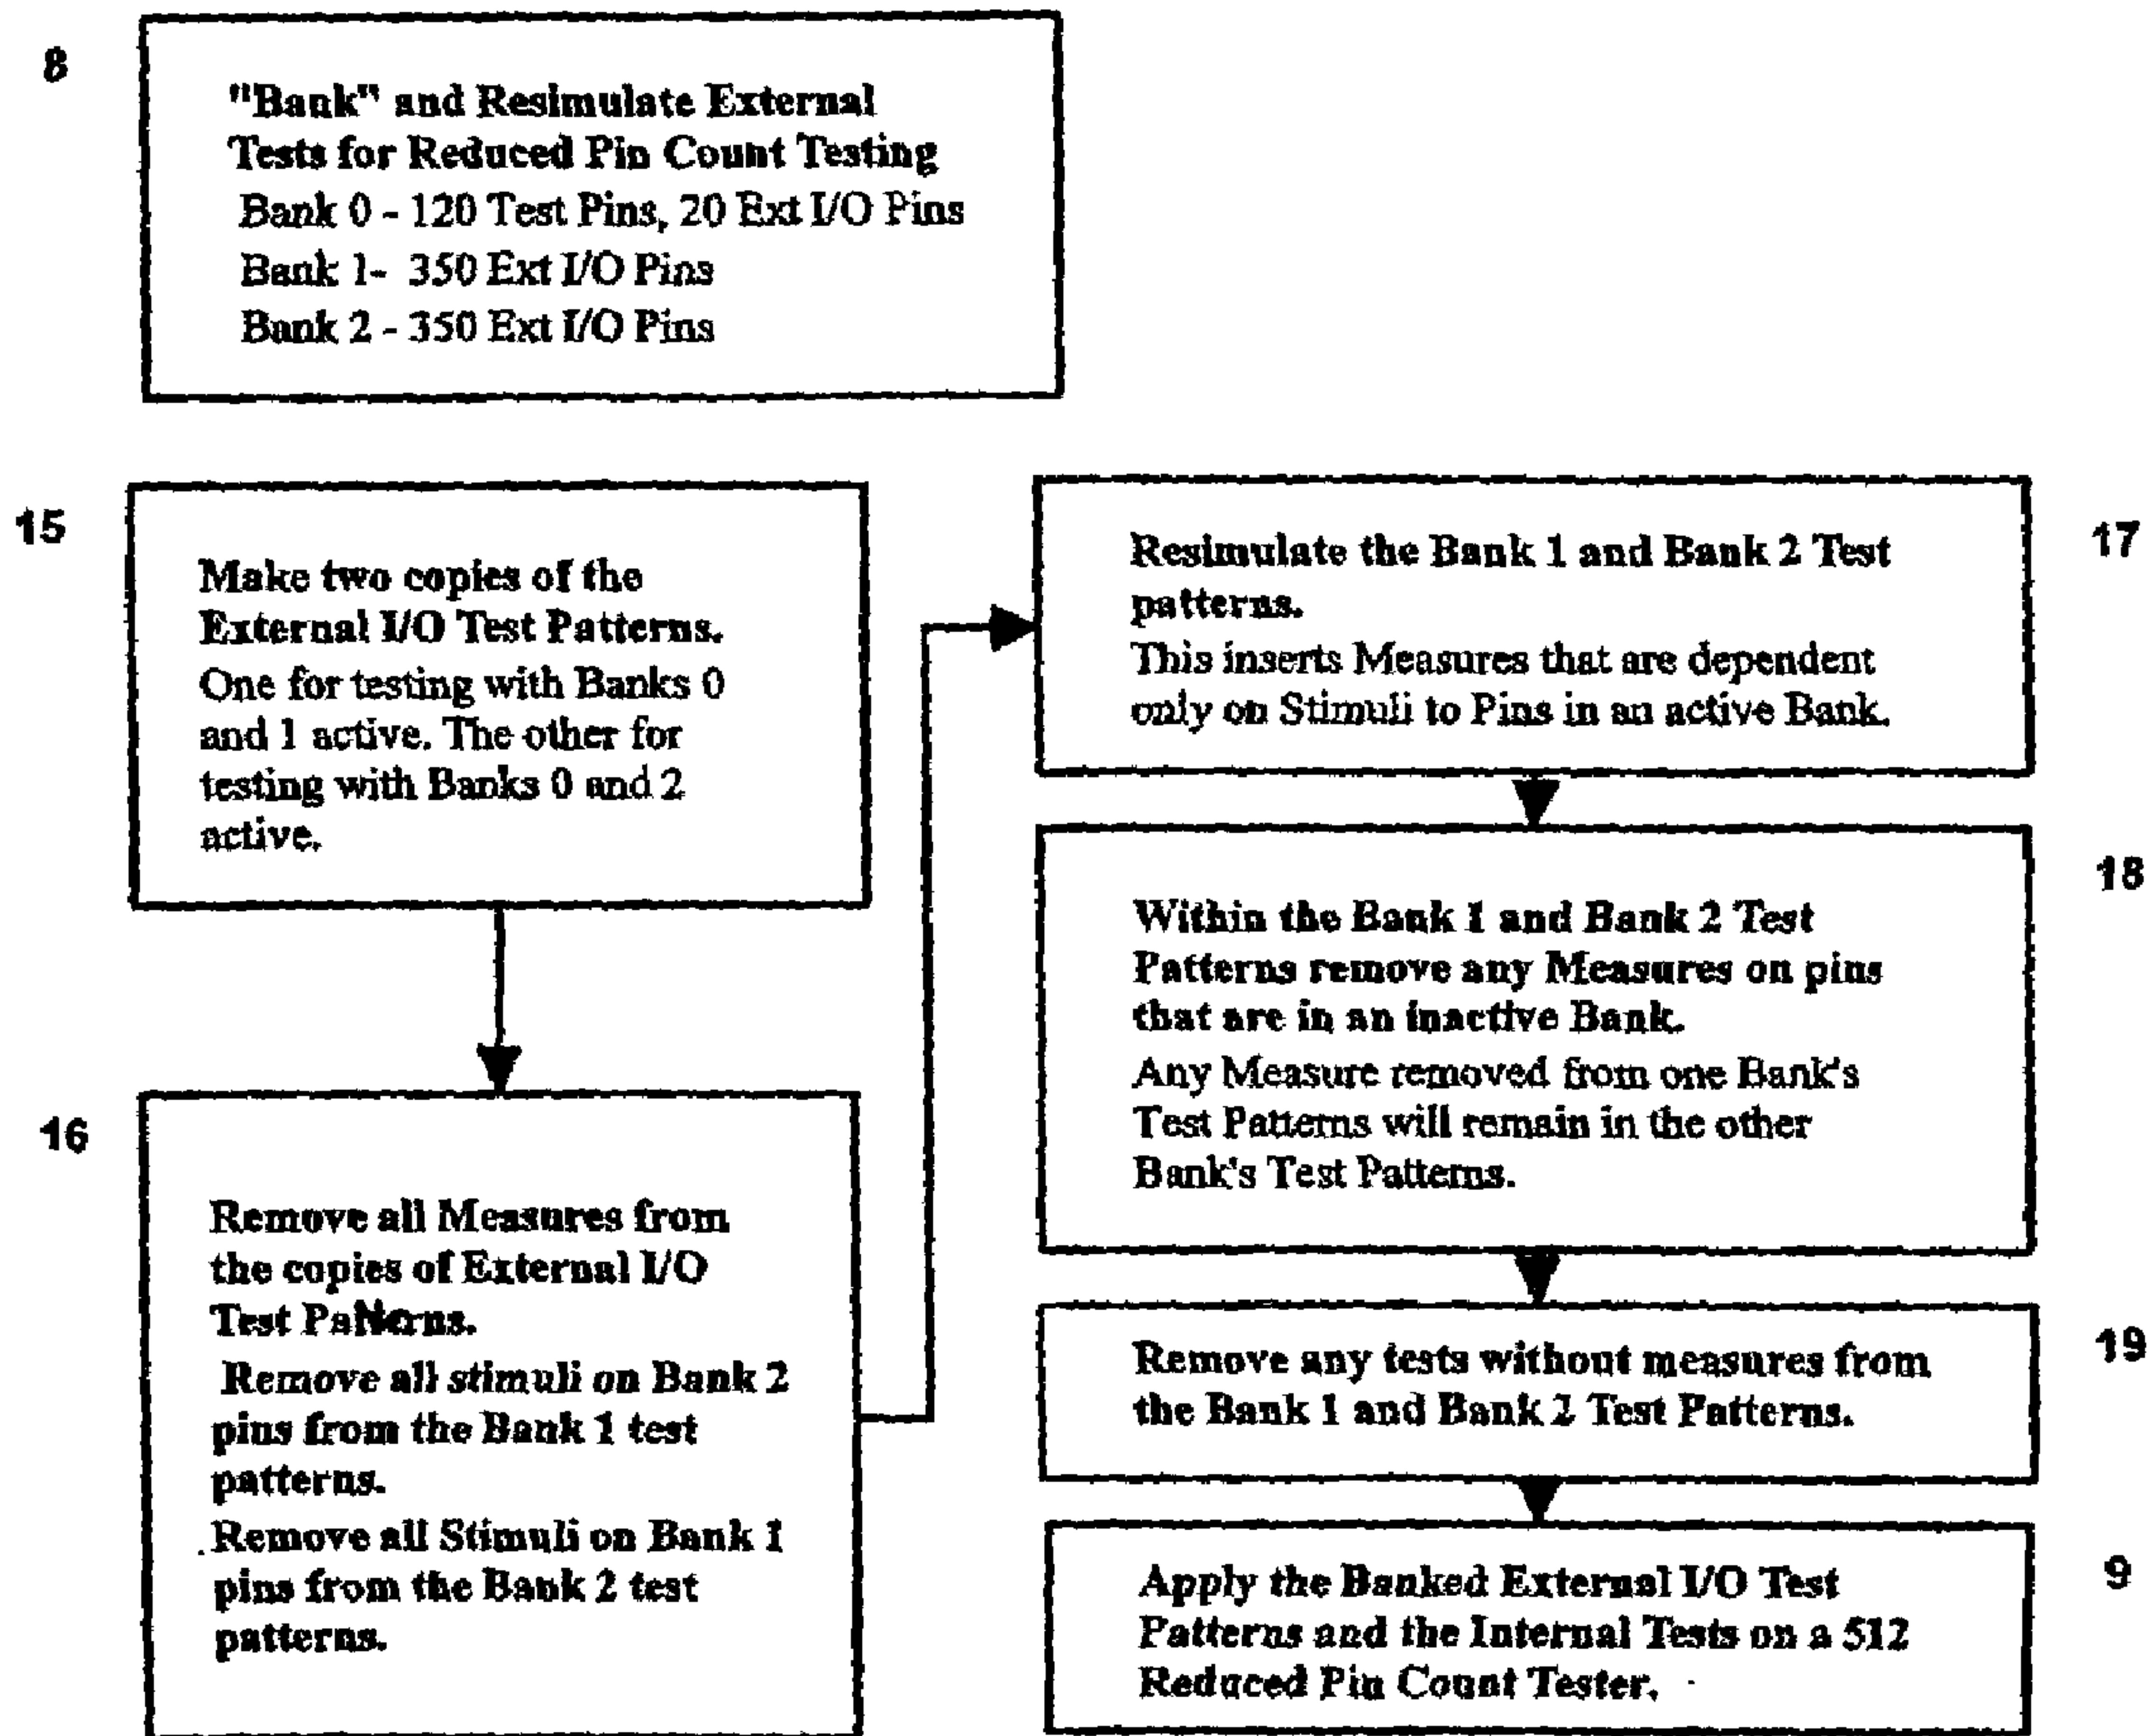 8
"Bank" and Resimulate External
Tests for Reduced Pin Count Testing
Bank 0 - 120 Test Pins, 20 Ext I/O Pins
Bank 1- 350 Ext I/O Pins
Bank 2 - 350 Ext I/O Pins
15
Make two copies of the
External I/O Test Patterns.
One for testing with Banks 0
and 1 active. The other for
testing with Banks 0 and 2
active.
16
Remove all Measures from
the copies of External I/O
Test Patterns.
Remove all stimuli on Bank 2
pins from the Bank 1 test
patterns.
Remove all Stimuli on Bank 1
pins from the Bank 2 test
patterns.
17
Resimulate the Bank 1 and Bank 2 Test
patterns.
This inserts Measures that are dependent
only on Stimuli to Pins in an active Bank.
18
Within the Bank 1 and Bank 2 Test
Patterns remove any Measures on pins
that are in an inactive Bank.
Any Measure removed from one Bank's
Test Patterns will remain in the other
Bank's Test Patterns.
19
Remove any tests without measures from
the Bank 1 and Bank 2 Test Patterns.
9
Apply the Banked External I/O Test
Patterns and the Internal Tests on a 512
Reduced Pin Count Tester.